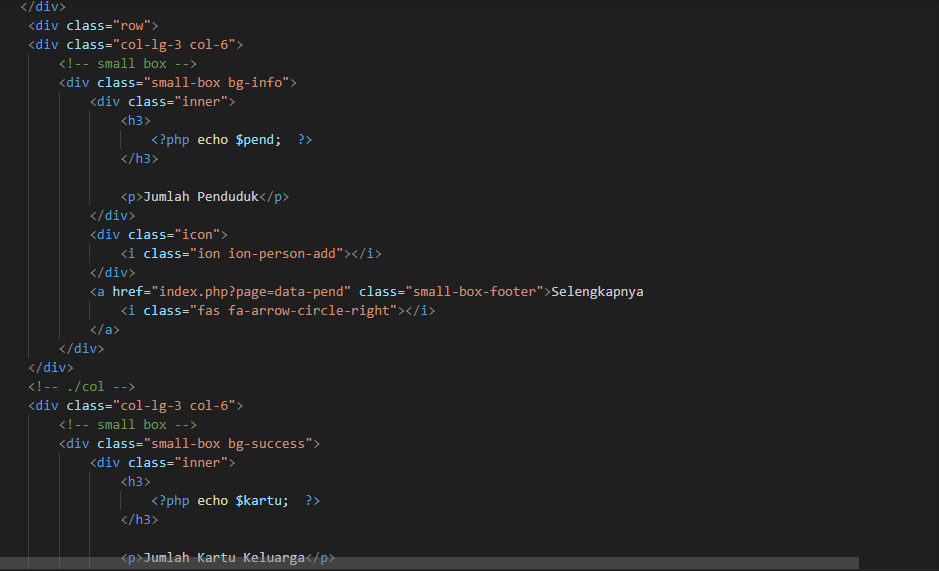 </div>
<div class="row">
<div class="col-lg-3 col-6">
<!-- small box -->
<div class="small-box bg-info">
<div class="inner">
<h3>
<?php echo $pend;  ?>
</h3>
<p>Jumlah Penduduk</p>
</div>
<div class="icon">
<i class="ion ion-person-add"></i>
</div>
<a href="index.php?page=data-pend" class="small-box-footer">Selengkapnya
<i class="fas fa-arrow-circle-right"></i>
</a>
</div>
</div>
<!-- ./col -->
<div class="col-lg-3 col-6">
<!-- small box -->
<div class="small-box bg-success">
<div class="inner">
<h3>
<?php echo $kartu;  ?>
</h3>
<p>Jumlah Kartu Keluarga</p>